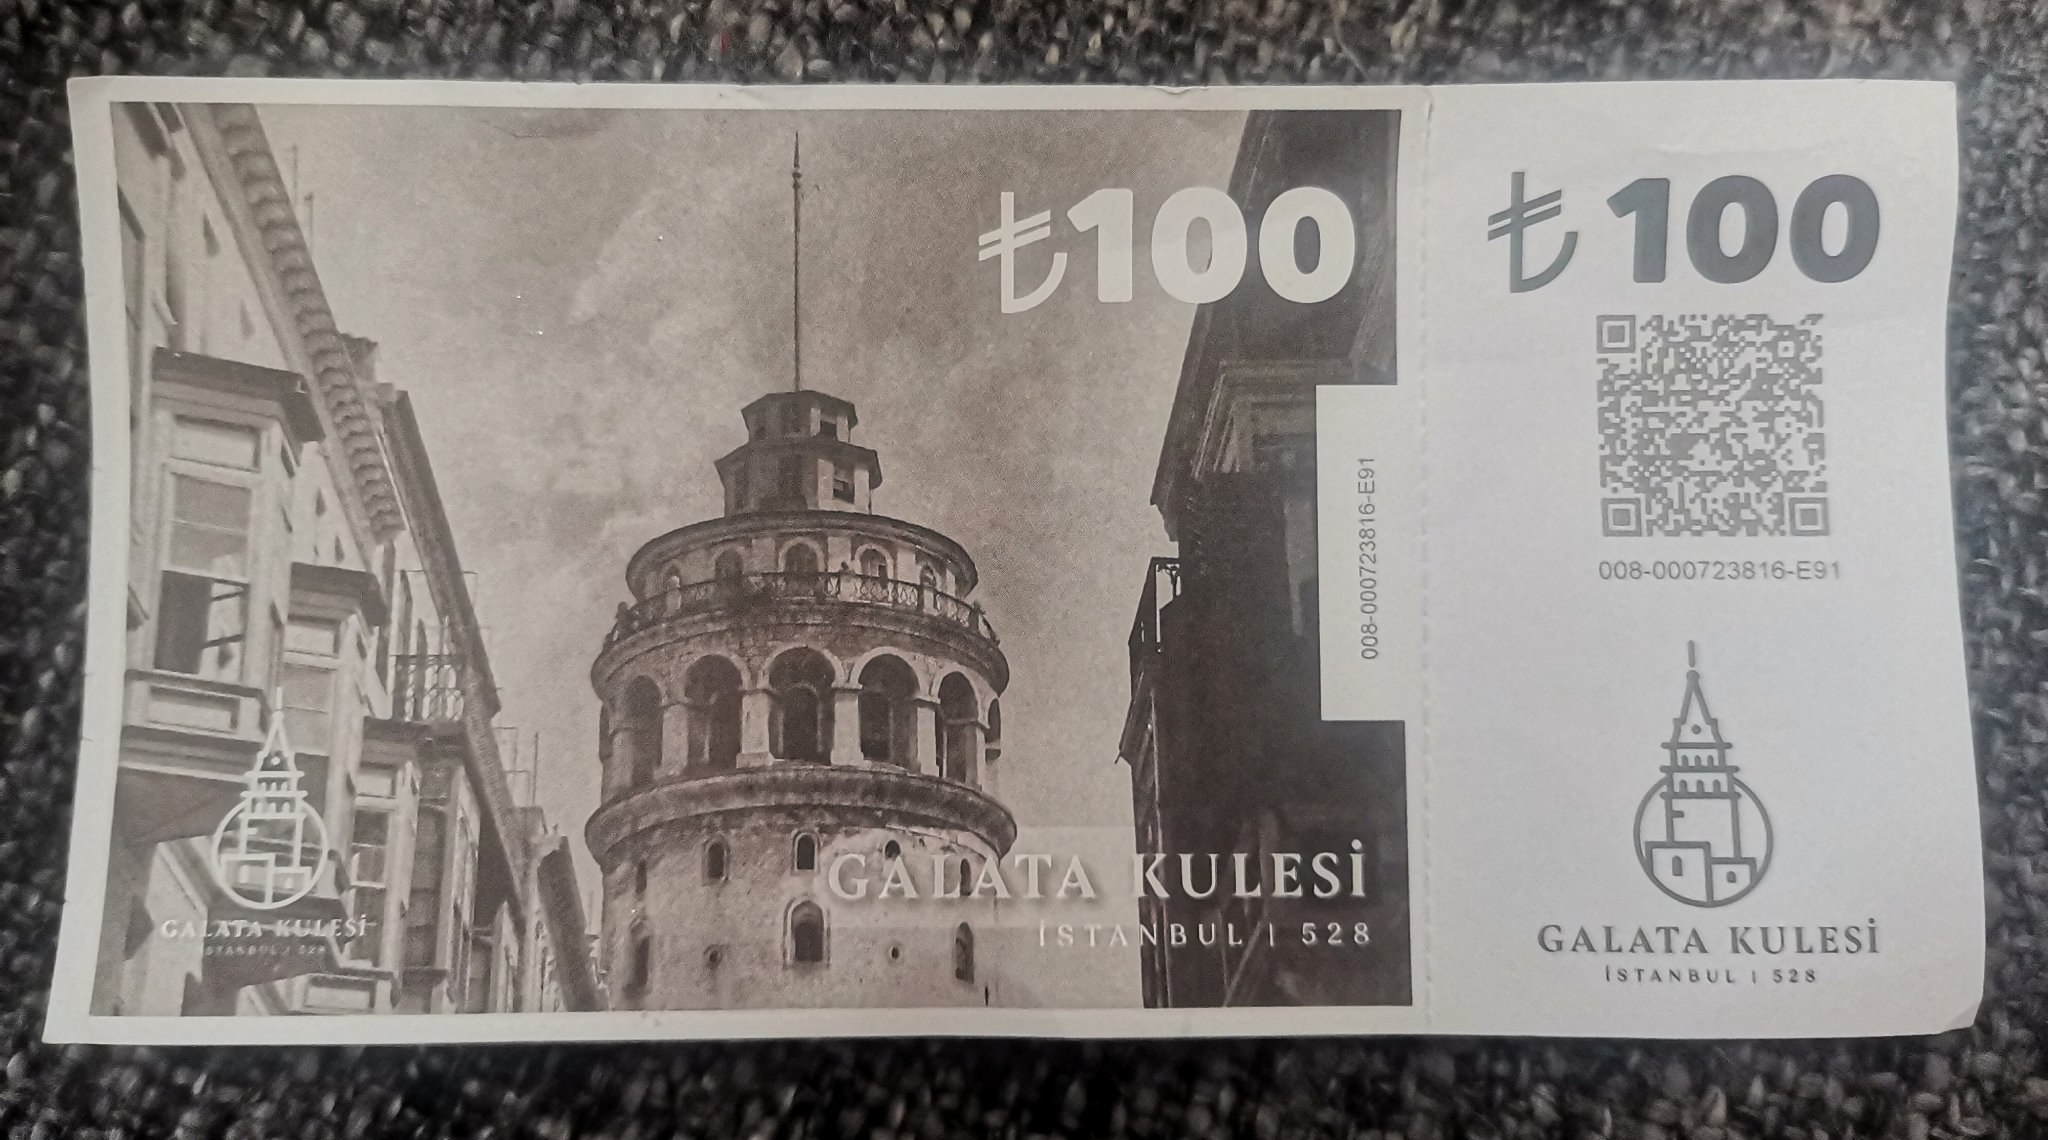 ₺100
008-000723816-E91
GALATA KULESİ
İSTANBUL | 528
GALATA KULESİ
İSTANBUL | 528
₺ 100
008-000723816-E91
GALATA KULESİ
İSTANBUL | 528